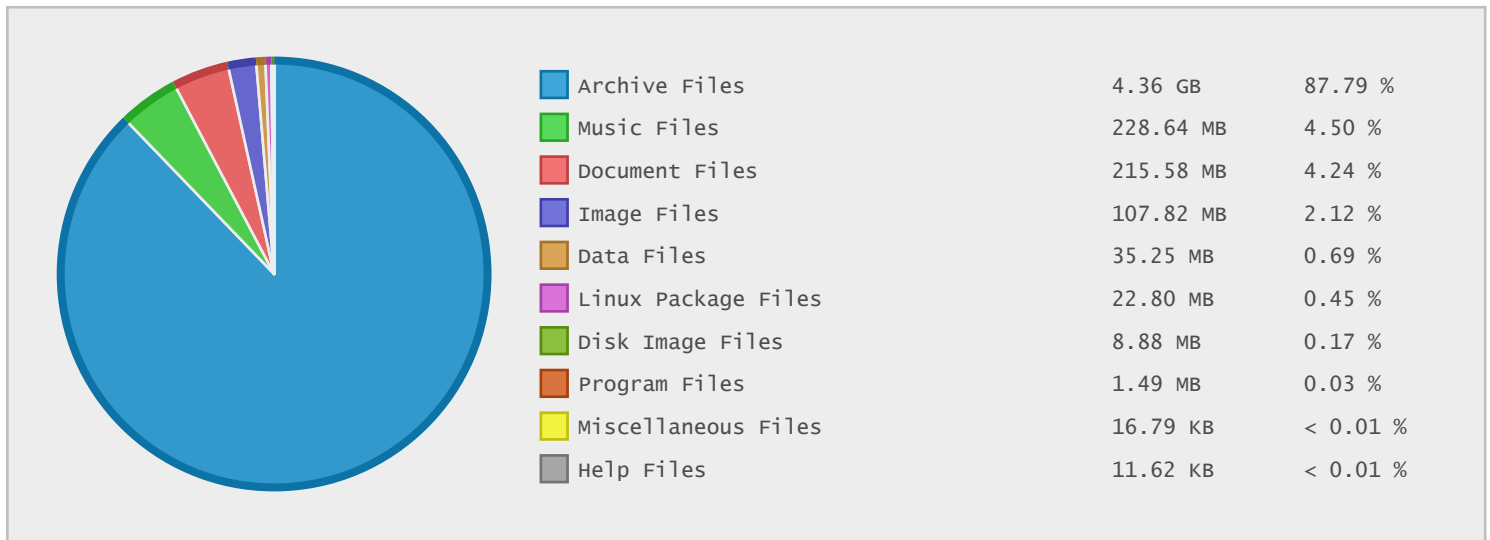 Archive Files 4.36 GB 87.79 %
Music Files 228.64 MB 4.50 %
Document Files 215.58 MB 4.24 %
Image Files 107.82 MB 2.12 %
Data Files 35.25 MB 0.69 %
Linux Package Files 22.80 MB 0.45 %
Disk Image Files 8.88 MB 0.17 %
Program Files 1.49 MB 0.03 %
Miscellaneous Files 16.79 KB < 0.01 %
Help Files 11.62 KB < 0.01 %